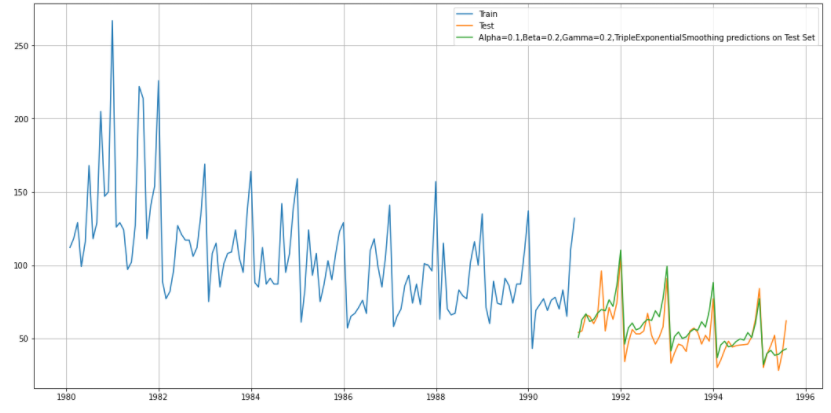 Train
Test
Alpha=0.1,Beta=0.2,Gamma=0.2,TripleExponentialSmoothing predictions on Test Set
250
200
150
100
50
1980 1982 1984 1986 1988 1990 1992 1994 1996